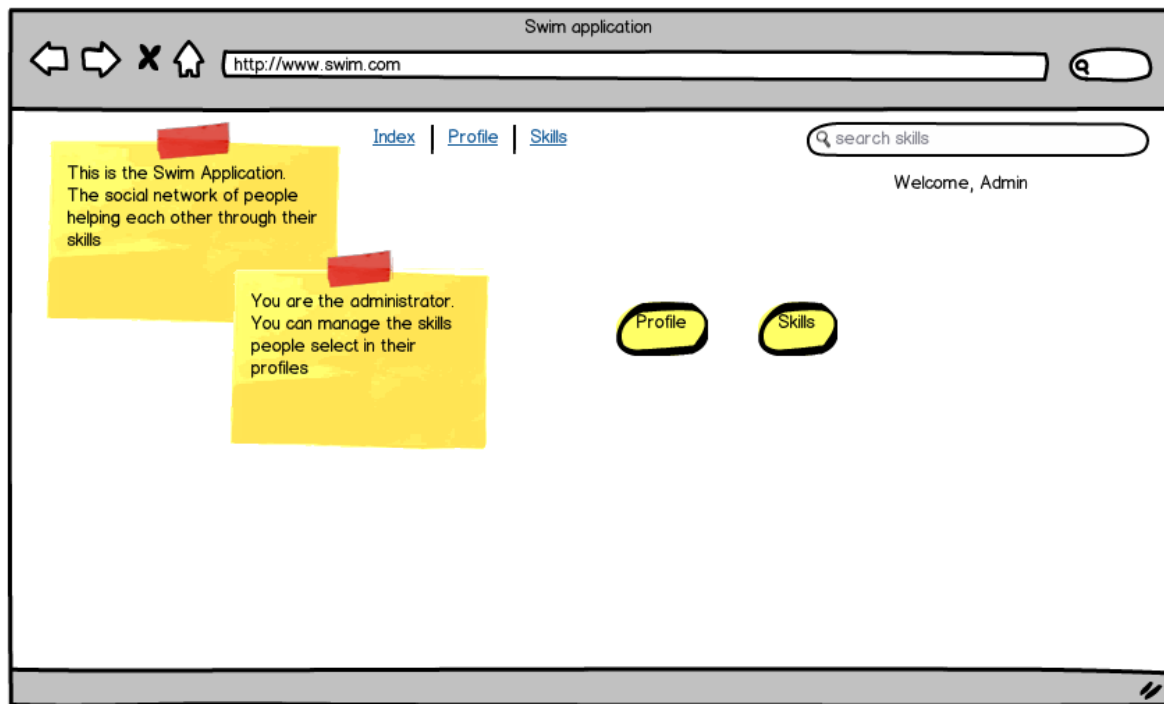 Swim application
http://www.swim.com
Index
Profile
Skills
search skills
Welcome, Admin
This is the Swim Application.
The social network of people
helping each other through their
skills
You are the administrator.
You can manage the skills
people select in their
profiles
Profile
Skills